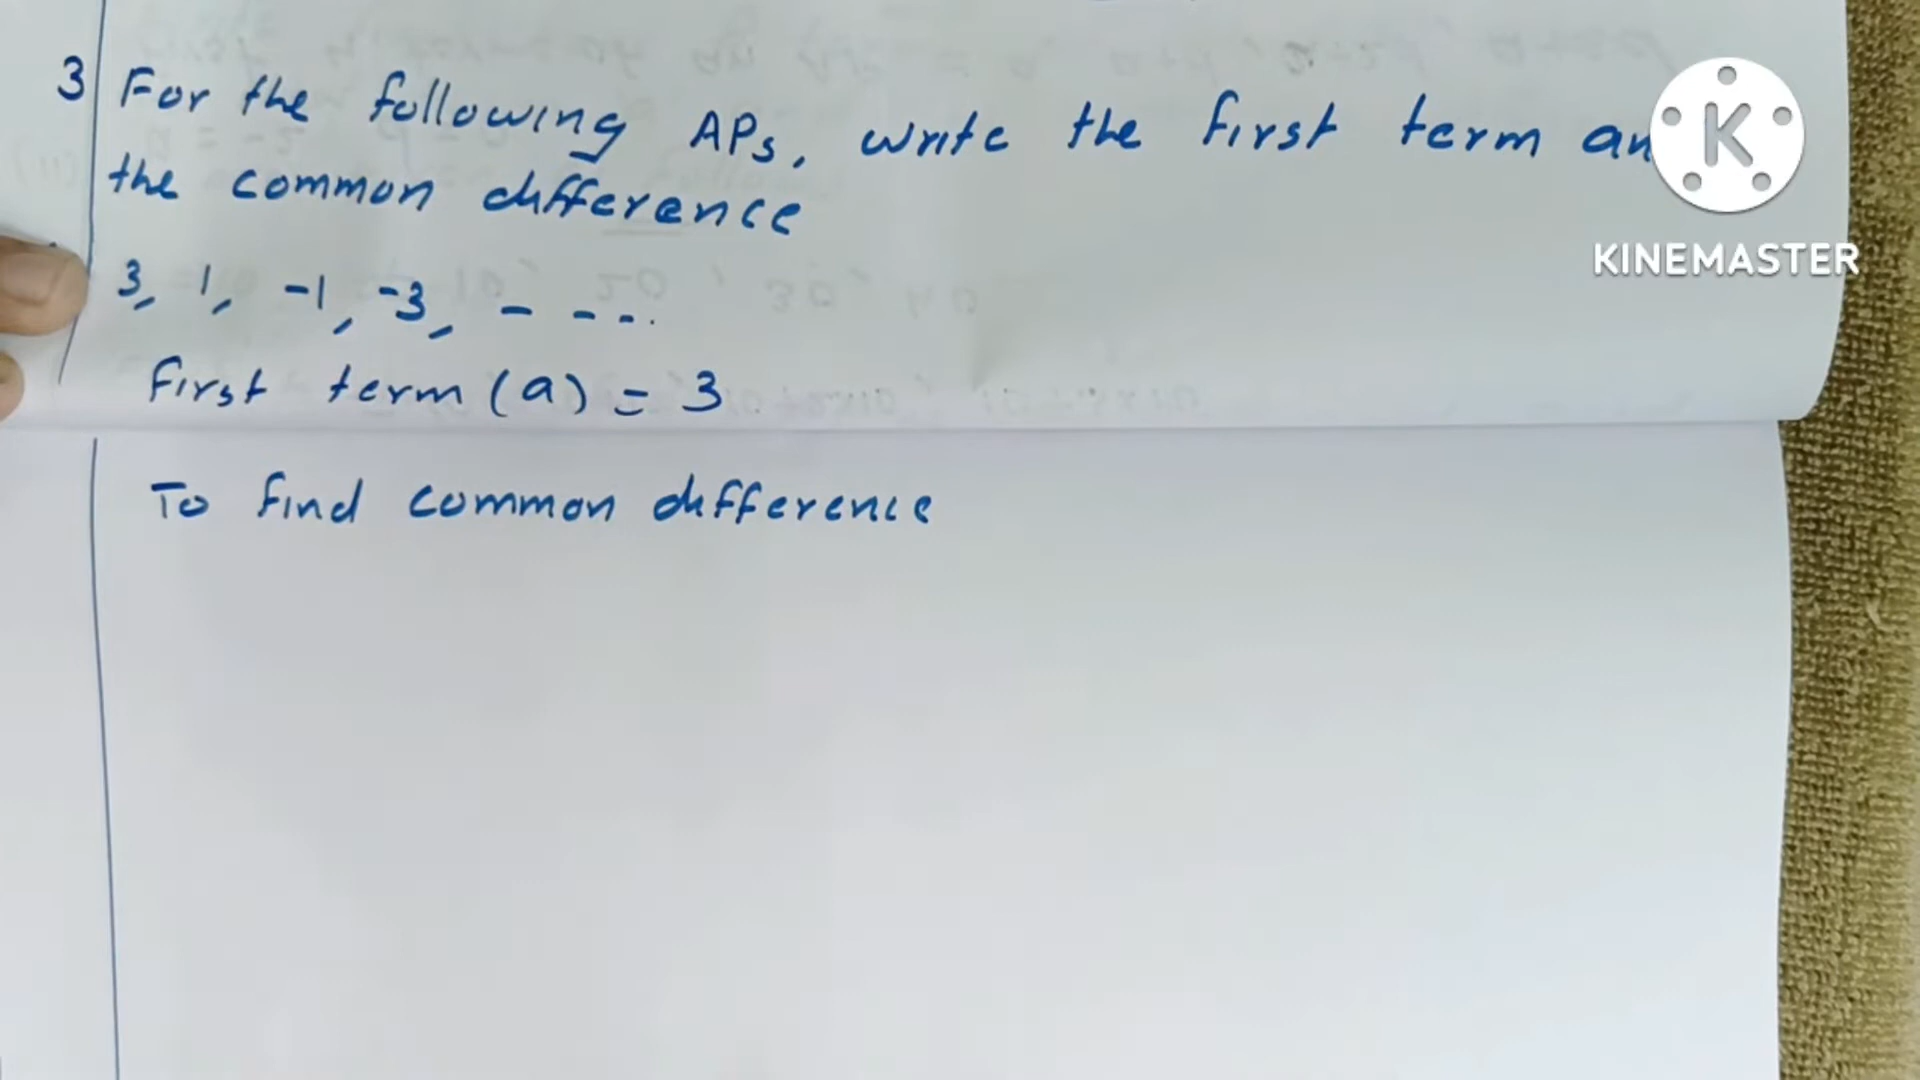 3 For the following APs, write the first term an
the common difference
3, 1, -1, -3, - - -.
First term (a) = 3
To find common difference
K
KINEMASTER